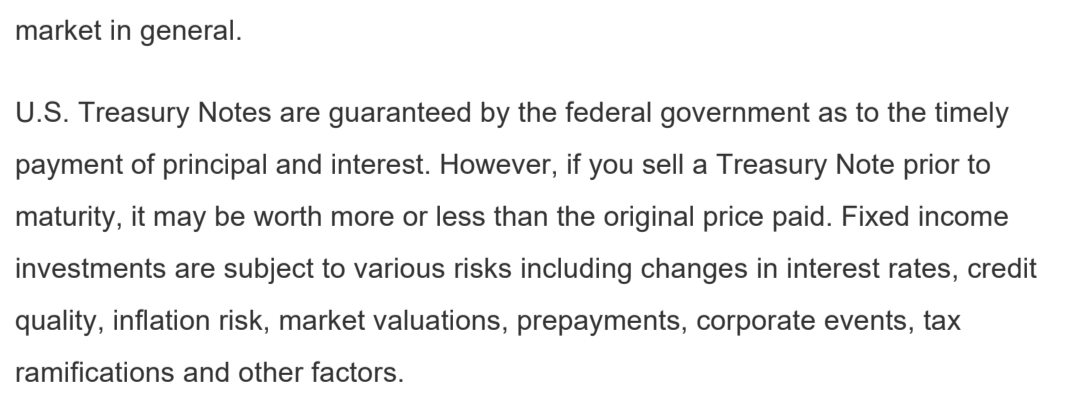 market in general.
U.S. Treasury Notes are guaranteed by the federal government as to the timely
payment of principal and interest. However, if you sell a Treasury Note prior to
maturity, it may be worth more or less than the original price paid. Fixed income
investments are subject to various risks including changes in interest rates, credit
quality, inflation risk, market valuations, prepayments, corporate events, tax
ramifications and other factors.